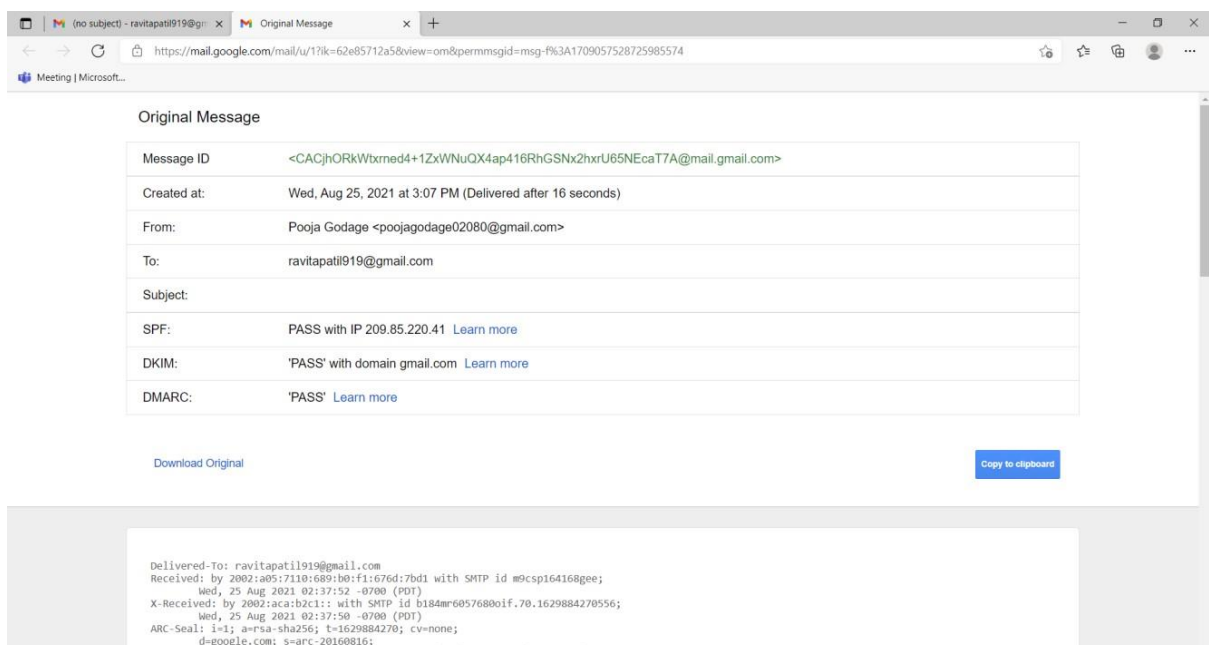 (no subject) - ravitapatil919@gm
Original Message
https://mail.google.com/mail/u/1?ik=62e85712a5&view=om&permmsgid=msg-f%3A1709057528725985574
Meeting | Microsoft...
Original Message
Message ID <CACjhORkWtxrned4+1ZxWNuQX4ap416RhGSNx2hxrU65NEcaT7A@mail.gmail.com>
Created at: Wed, Aug 25, 2021 at 3:07 PM (Delivered after 16 seconds)
From: Pooja Godage <poojagodage02080@gmail.com>
To: ravitapatil919@gmail.com
Subject:
SPF: PASS with IP 209.85.220.41 Learn more
DKIM: 'PASS' with domain gmail.com Learn more
DMARC: 'PASS' Learn more
Download Original
Copy to clipboard
Delivered-To: ravitapatil919@gmail.com
Received: by 2002:a05:7110:689:b0:f1:676d:7bd1 with SMTP id m9csp164168gee;
Wed, 25 Aug 2021 02:37:52 -0700 (PDT)
X-Received: by 2002:aca:b2c1:: with SMTP id b184mr6057680oif.70.1629884270556;
Wed, 25 Aug 2021 02:37:50 -0700 (PDT)
ARC-Seal: i=1; a=rsa-sha256; t=1629884270; cv=none;
d=google.com; s=arc-20160816;